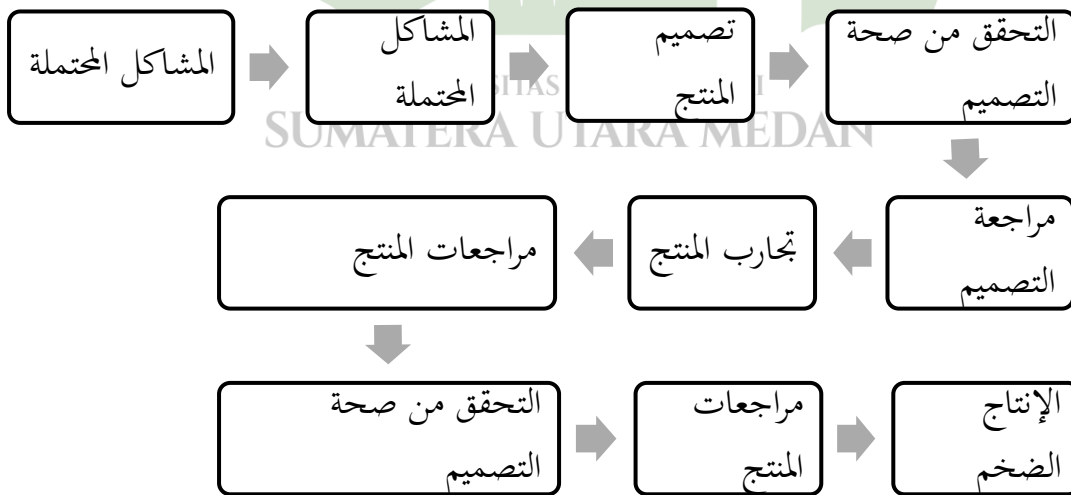 المشاكل المحتملة
المشاكل
المحتملة
تصميم
المنتج
التحقق من صحة
التصميم
SUMATERA UTARA MEDAN
مراجعة
التصميم
تجارب المنتج
مراجعات المنتج
التحقق من صحة
التصميم
مراجعات
المنتج
الإنتاج
الضخم